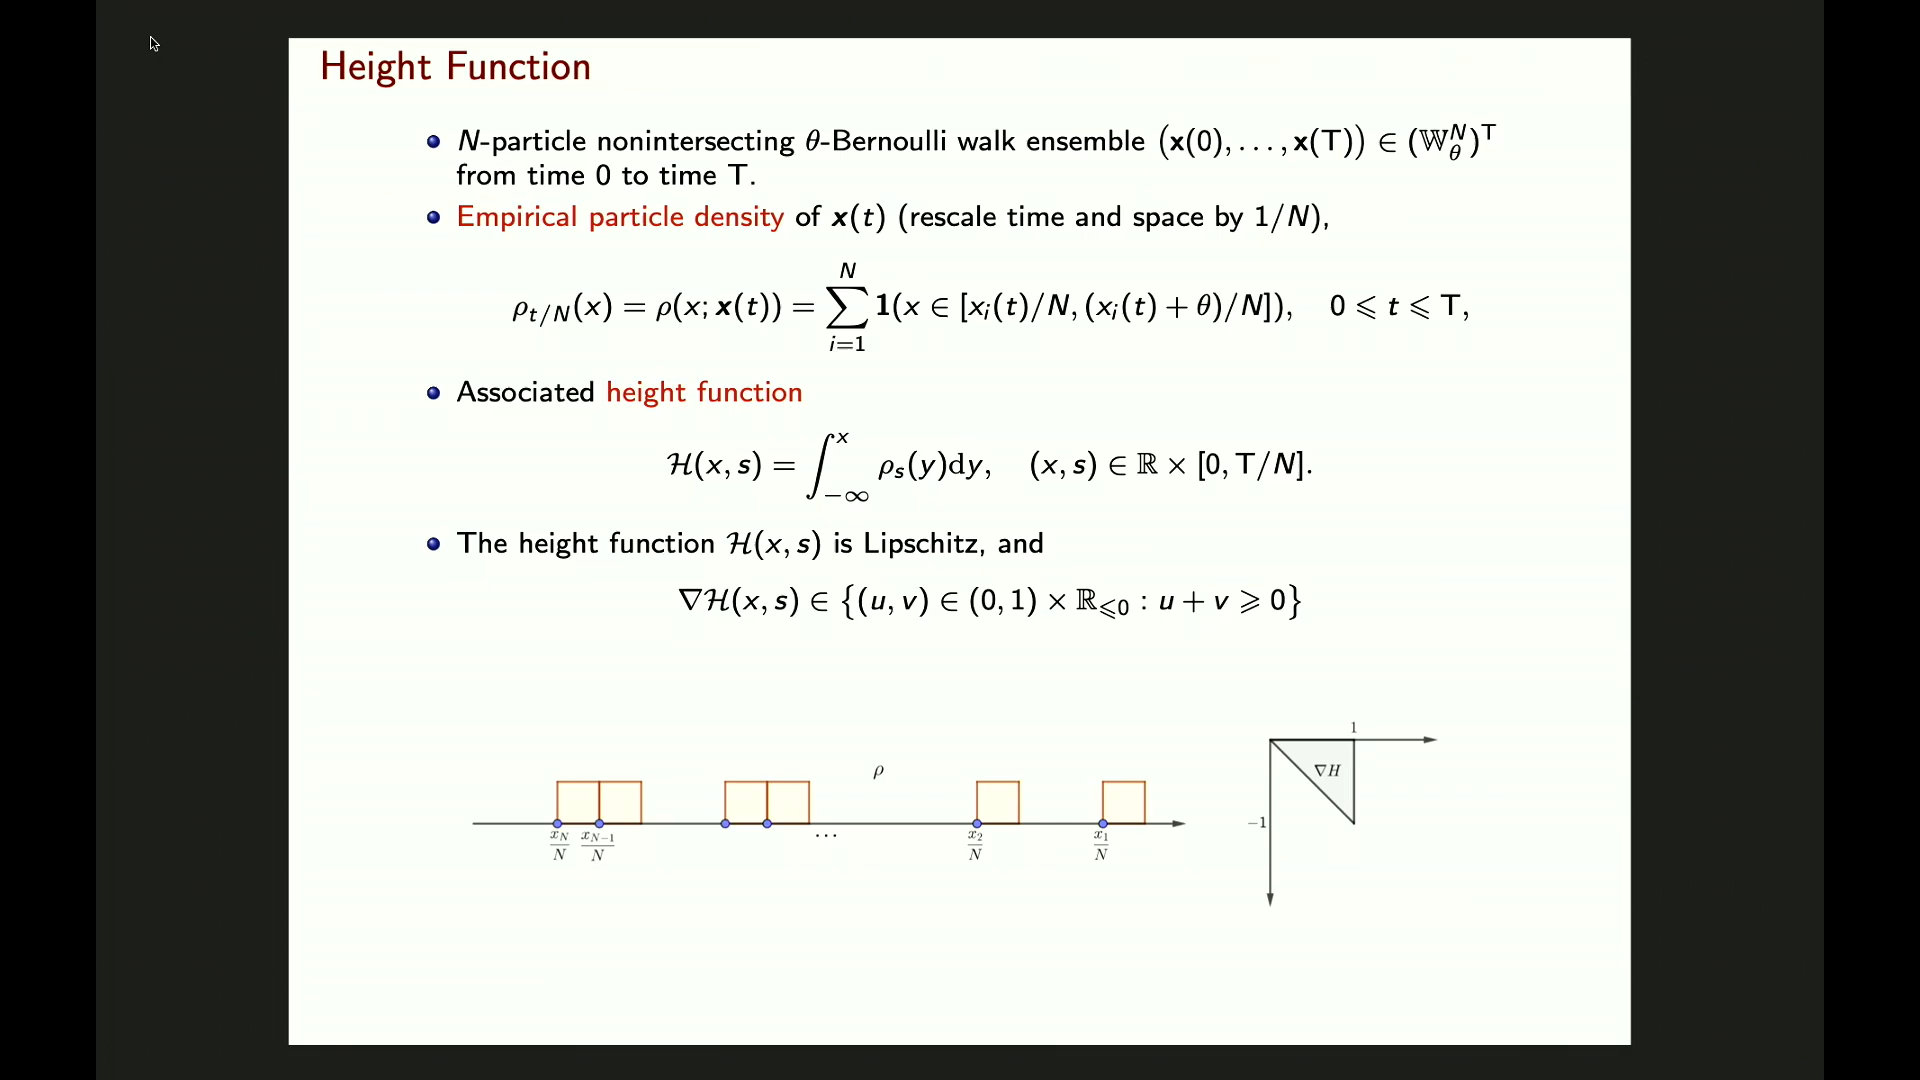 Height Function
N-particle nonintersecting θ-Bernoulli walk ensemble (x(0), . . . , x(T)) ∈ (𝕎_θ^N)^T
from time 0 to time T.
Empirical particle density of x(t) (rescale time and space by 1/N),
ρ_{t/N}(x) = ρ(x; x(t)) = ∑_{i=1}^{N} 1(x ∈ [x_i(t)/N, (x_i(t) + θ)/N]), 0 ⩽ t ⩽ T,
Associated height function
ℋ(x, s) = ∫_{−∞}^{x} ρ_s(y)dy, (x, s) ∈ ℝ × [0, T/N].
The height function ℋ(x, s) is Lipschitz, and
∇ℋ(x, s) ∈ {(u, v) ∈ (0, 1) × ℝ_{⩽0} : u + v ⩾ 0}
1
ρ
∇H
−1
x_N/N x_{N−1}/N ... x_2/N x_1/N